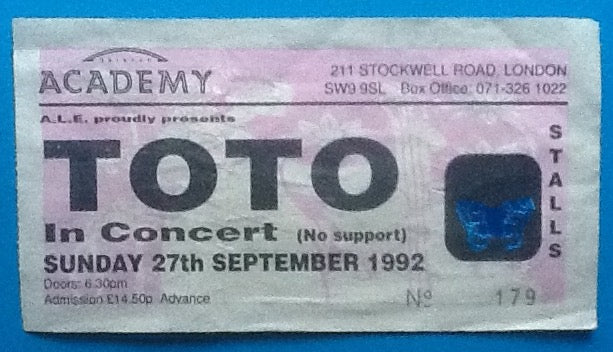 BRIXTON
ACADEMY
211 STOCKWELL ROAD, LONDON
SW9 9SL Box Office: 071-326 1022
A.L.E. proudly presents
TOTO
In Concert (No support)
SUNDAY 27th SEPTEMBER 1992
Doors: 6.30pm
Admission £14.50p Advance
STALLS
No 179